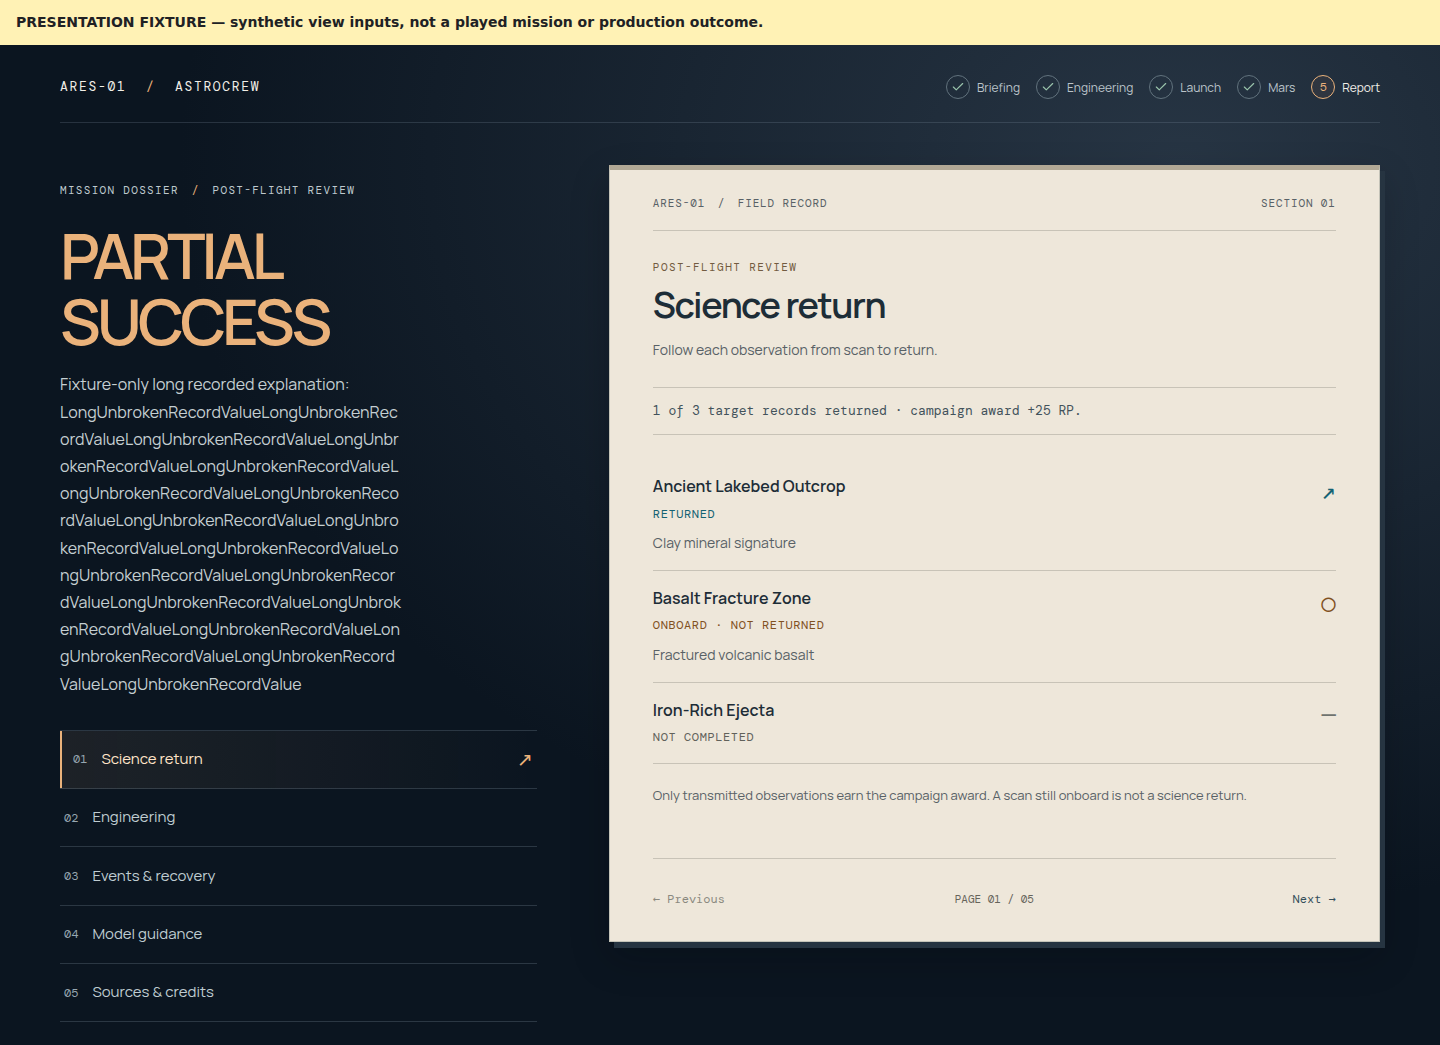 PRESENTATION FIXTURE — synthetic view inputs, not a played mission or production outcome.
ARES-01 / ASTROCREW
Briefing
Engineering
Launch
Mars
5 Report
MISSION DOSSIER / POST-FLIGHT REVIEW
PARTIAL
SUCCESS
Fixture-only long recorded explanation:
LongUnbrokenRecordValueLongUnbrokenRec
ordValueLongUnbrokenRecordValueLongUnbr
okenRecordValueLongUnbrokenRecordValueL
ongUnbrokenRecordValueLongUnbrokenReco
rdValueLongUnbrokenRecordValueLongUnbro
kenRecordValueLongUnbrokenRecordValueLo
ngUnbrokenRecordValueLongUnbrokenRecor
dValueLongUnbrokenRecordValueLongUnbrok
enRecordValueLongUnbrokenRecordValueLon
gUnbrokenRecordValueLongUnbrokenRecord
ValueLongUnbrokenRecordValue
01 Science return ↗
02 Engineering
03 Events & recovery
04 Model guidance
05 Sources & credits
ARES-01 / FIELD RECORD
SECTION 01
POST-FLIGHT REVIEW
Science return
Follow each observation from scan to return.
1 of 3 target records returned · campaign award +25 RP.
Ancient Lakebed Outcrop ↗
RETURNED
Clay mineral signature
Basalt Fracture Zone ○
ONBOARD · NOT RETURNED
Fractured volcanic basalt
Iron-Rich Ejecta —
NOT COMPLETED
Only transmitted observations earn the campaign award. A scan still onboard is not a science return.
← Previous
PAGE 01 / 05
Next →